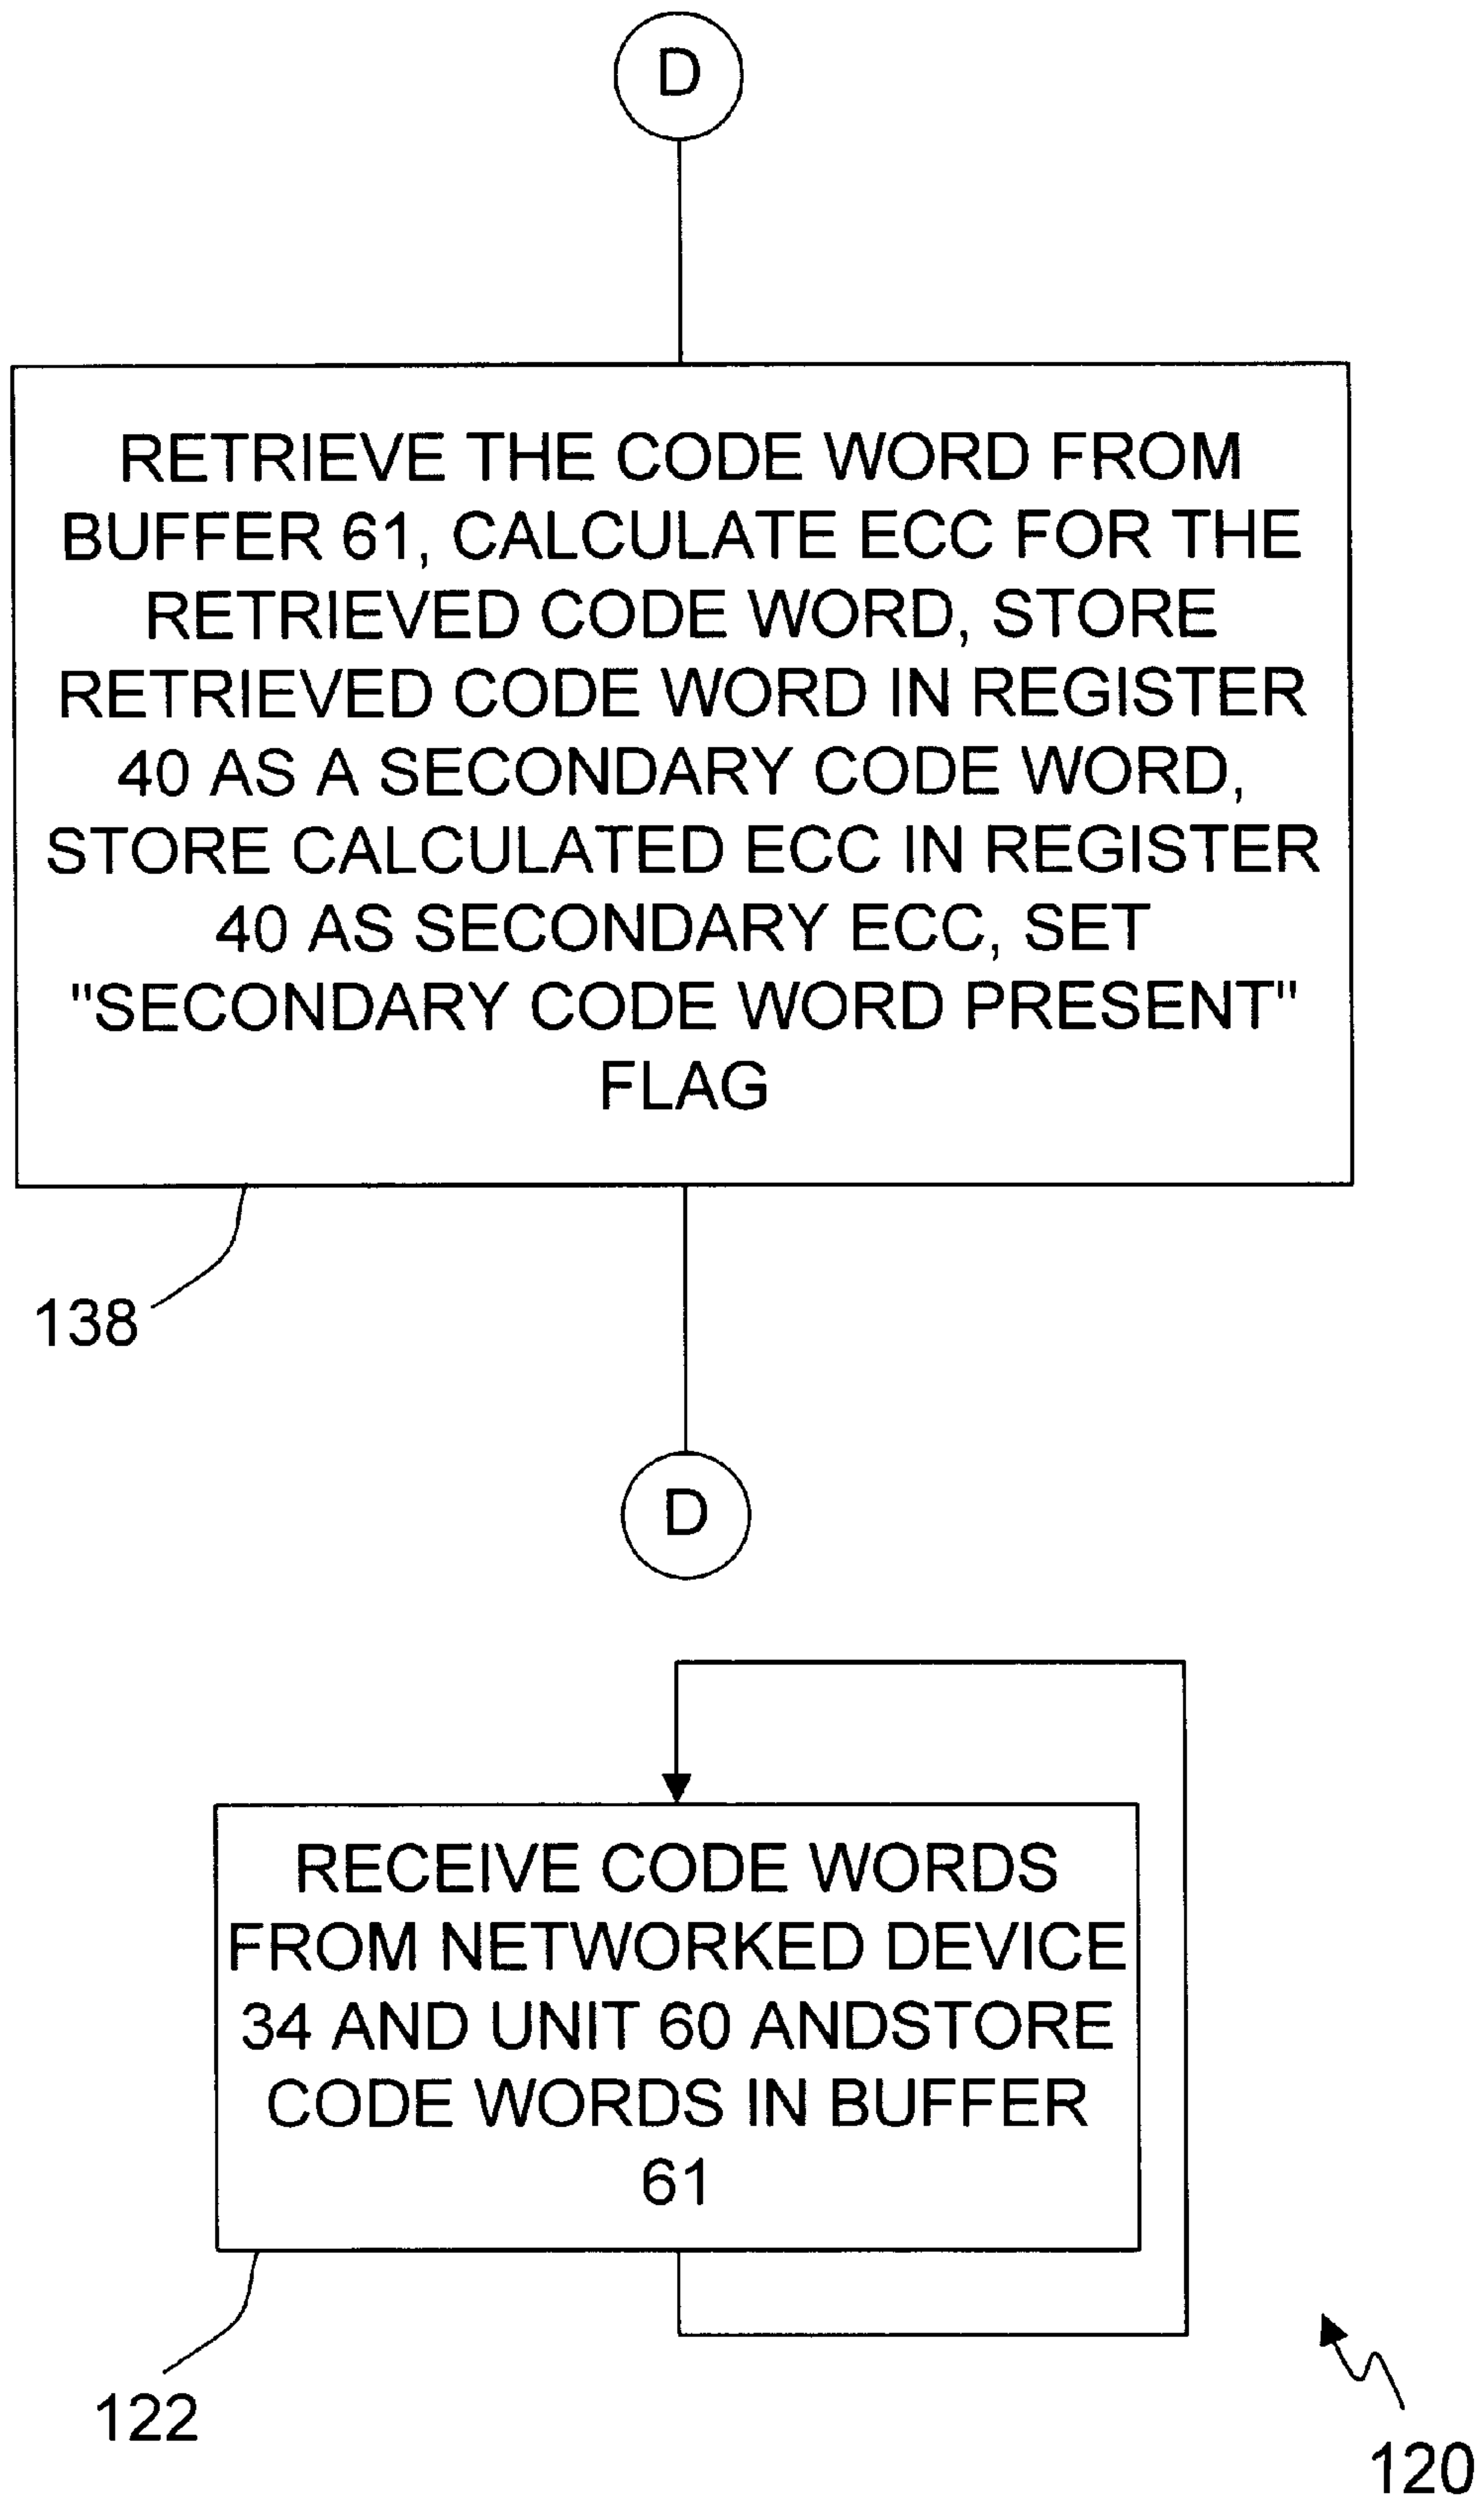 D
RETRIEVE THE CODE WORD FROM
BUFFER 61, CALCULATE ECC FOR THE
RETRIEVED CODE WORD, STORE
RETRIEVED CODE WORD IN REGISTER
40 AS A SECONDARY CODE WORD,
STORE CALCULATED ECC IN REGISTER
40 AS SECONDARY ECC, SET
"SECONDARY CODE WORD PRESENT"
FLAG
138
D
RECEIVE CODE WORDS
FROM NETWORKED DEVICE
34 AND UNIT 60 ANDSTORE
CODE WORDS IN BUFFER
61
122
120